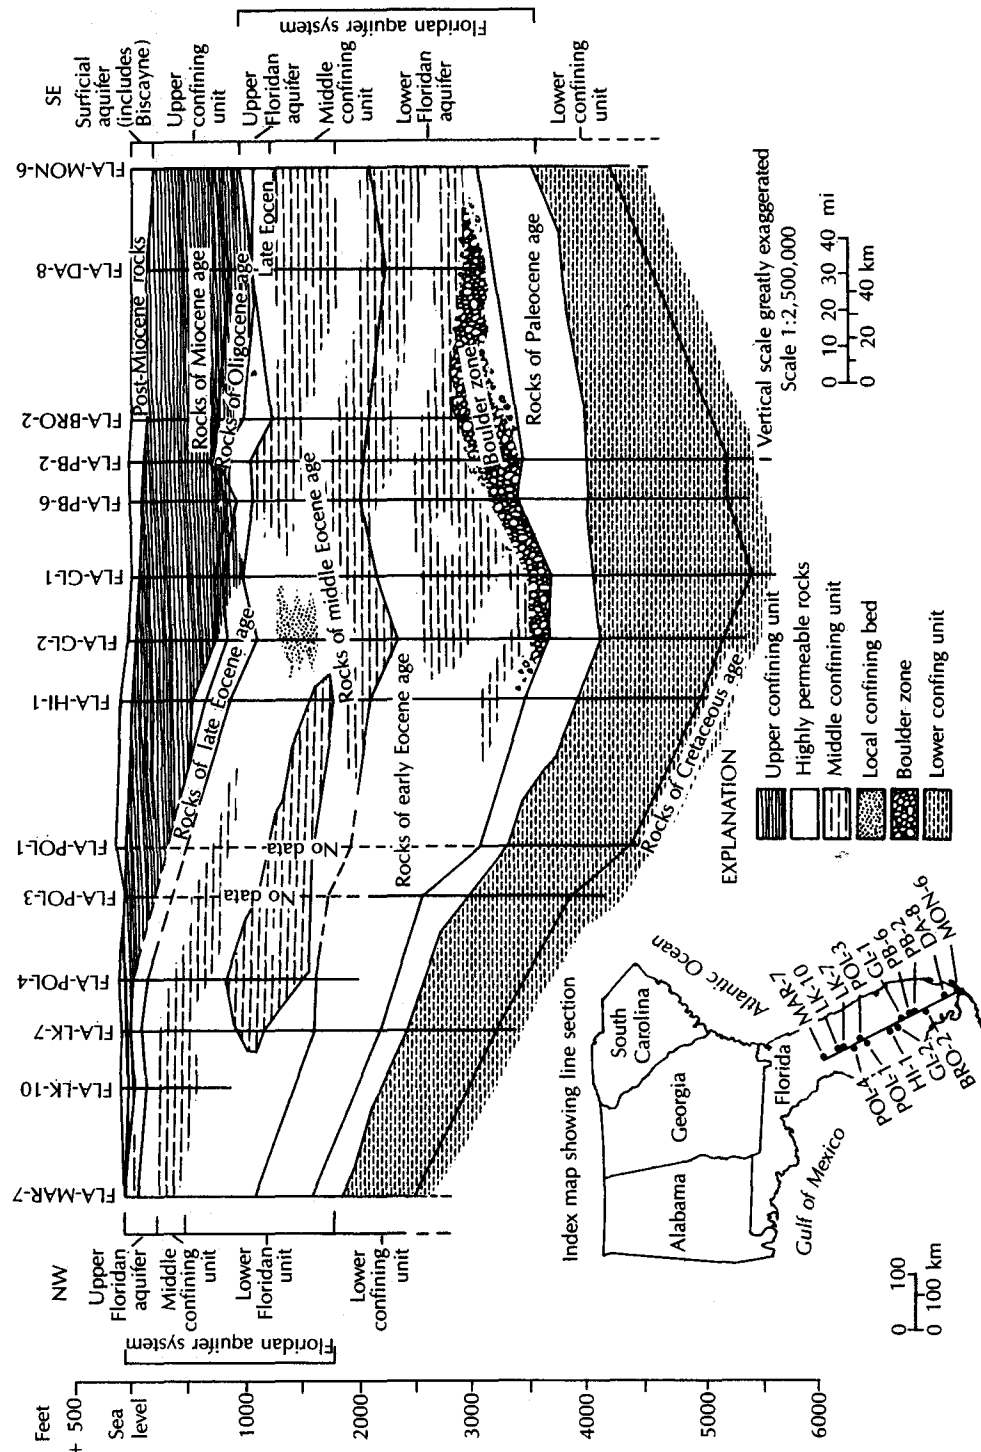 Floridan aquifer system
SE
Surficial
aquifer
(includes
Biscayne)
Upper
confining
unit
Upper
Floridan
aquifer
Middle
confining
unit
Lower
Floridan
aquifer
Lower
confining
unit
FLA-MON-6
FLA-DA-8
FLA-BRO-2
FLA-PB-2
FLA-PB-6
FLA-GL-1
FLA-GL-2
FLA-HI-1
FLA-POL-1
FLA-POL-3
FLA-POL-4
FLA-LK-7
FLA-LK-10
FLA-MAR-7
Post-Miocene rocks
Rocks of Miocene age
Rocks of Oligocene age
Late Eocen
Rocks of late Eocene age
Rocks of middle Eocene age
Boulder zone
Rocks of Paleocene age
Rocks of early Eocene age
No data
No data
Rocks of Cretaceous age
Vertical scale greatly exaggerated
Scale 1:2,500,000
0 10 20 30 40 mi
0 20 40 km
EXPLANATION
Upper confining unit
Highly permeable rocks
Middle confining unit
Local confining bed
Boulder zone
Lower confing unit
NW
Upper
Floridan
aquifer
Middle
confining
unit
Lower
Floridan
unit
Lower
confining
unit
Floridan aquifer system
Feet
+ 500
Sea
level
1000
2000
3000
4000
5000
6000
Index map showing line section
South
Carolina
Georgia
Alabama
Florida
Atlantic Ocean
Gulf of Mexico
MAR-7
LK-10
LK-7
POL-3
GL-1
PB-6
PB-2
DA-8
MON-6
POL-4
POL-1
HI-1
GL-2
BRO-2
0 100
0 100 km